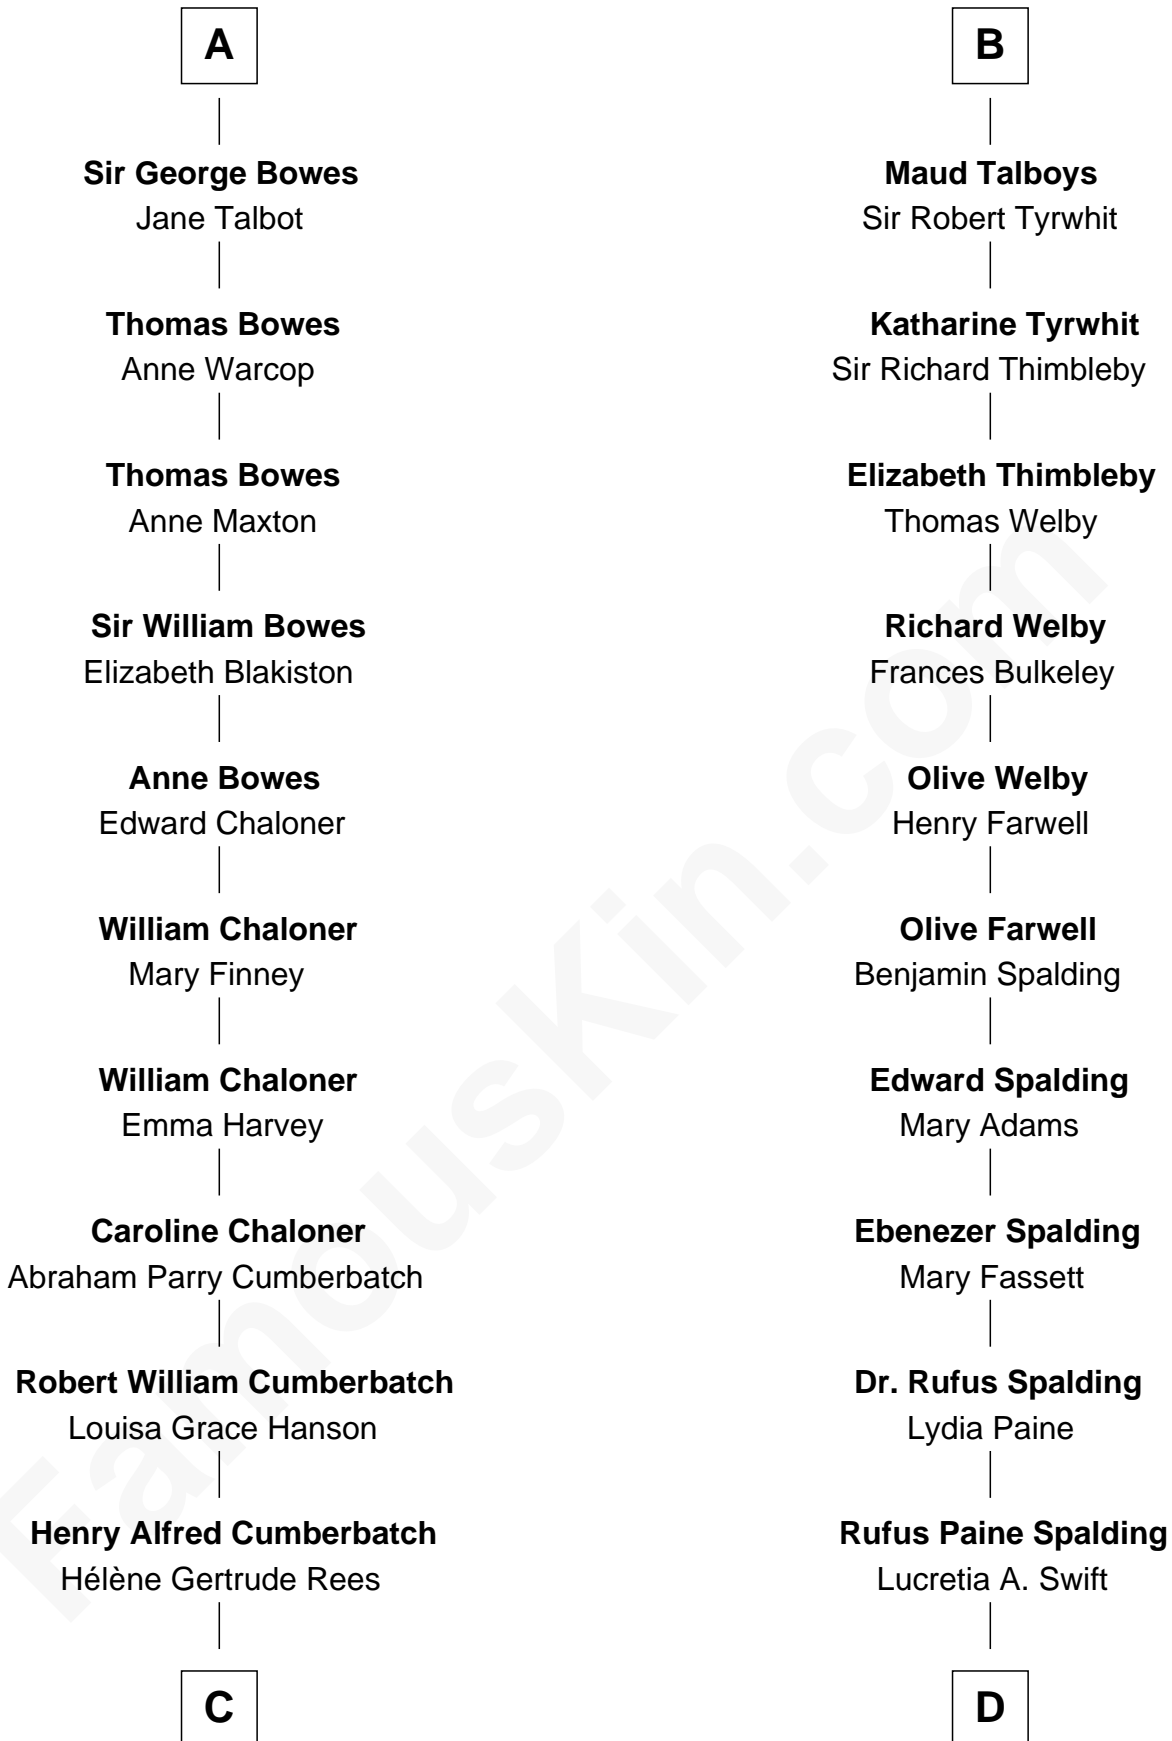 A
Sir George Bowes
Jane Talbot
Thomas Bowes
Anne Warcop
Thomas Bowes
Anne Maxton
Sir William Bowes
Elizabeth Blakiston
Anne Bowes
Edward Chaloner
William Chaloner
Mary Finney
William Chaloner
Emma Harvey
Caroline Chaloner
Abraham Parry Cumberbatch
Robert William Cumberbatch
Louisa Grace Hanson
Henry Alfred Cumberbatch
Hélène Gertrude Rees
C
B
Maud Talboys
Sir Robert Tyrwhit
Katharine Tyrwhit
Sir Richard Thimbleby
Elizabeth Thimbleby
Thomas Welby
Richard Welby
Frances Bulkeley
Olive Welby
Henry Farwell
Olive Farwell
Benjamin Spalding
Edward Spalding
Mary Adams
Ebenezer Spalding
Mary Fassett
Dr. Rufus Spalding
Lydia Paine
Rufus Paine Spalding
Lucretia A. Swift
D
FamousKin.com